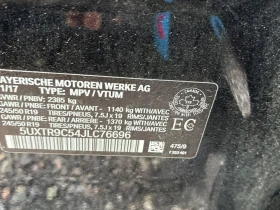 AYERISCHE MOTOREN WERKE AG
1/17 TYPE: MPV / VTUM
GVWR / PNBV: 2385 kg
GAWR / PNBE: FRONT / AVANT - 1140 kg WITH/AVEC
245/50 R19 TIRES/PNEUS, 7.5J x 19 RIMS/JANTES
GAWR / PNBE: REAR / ARRIERE - 1370 kg WITH/AVEC
245/50 R19 TIRES/PNEUS, 7.5J x 19 RIMS/JANTES
5UXTR9C54JLC76696
EC
475/9